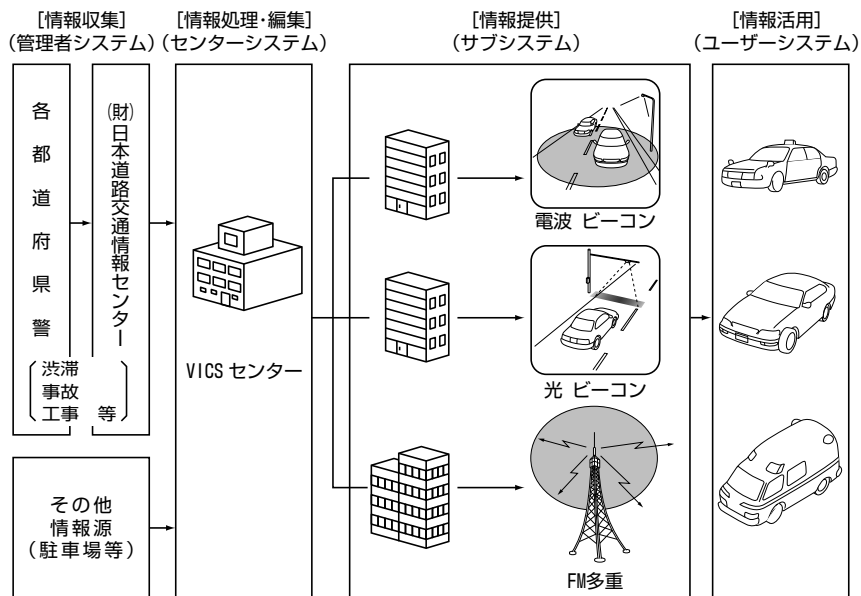 [情報収集]
(管理者システム)
[情報処理・編集]
(センターシステム)
[情報提供]
(サブシステム)
[情報活用]
(ユーザーシステム)
各都道府県警
(財)日本道路交通情報センター
渋滞
事故
工事 等
その他
情報源
(駐車場等)
VICS センター
電波 ビーコン
光 ビーコン
FM多重